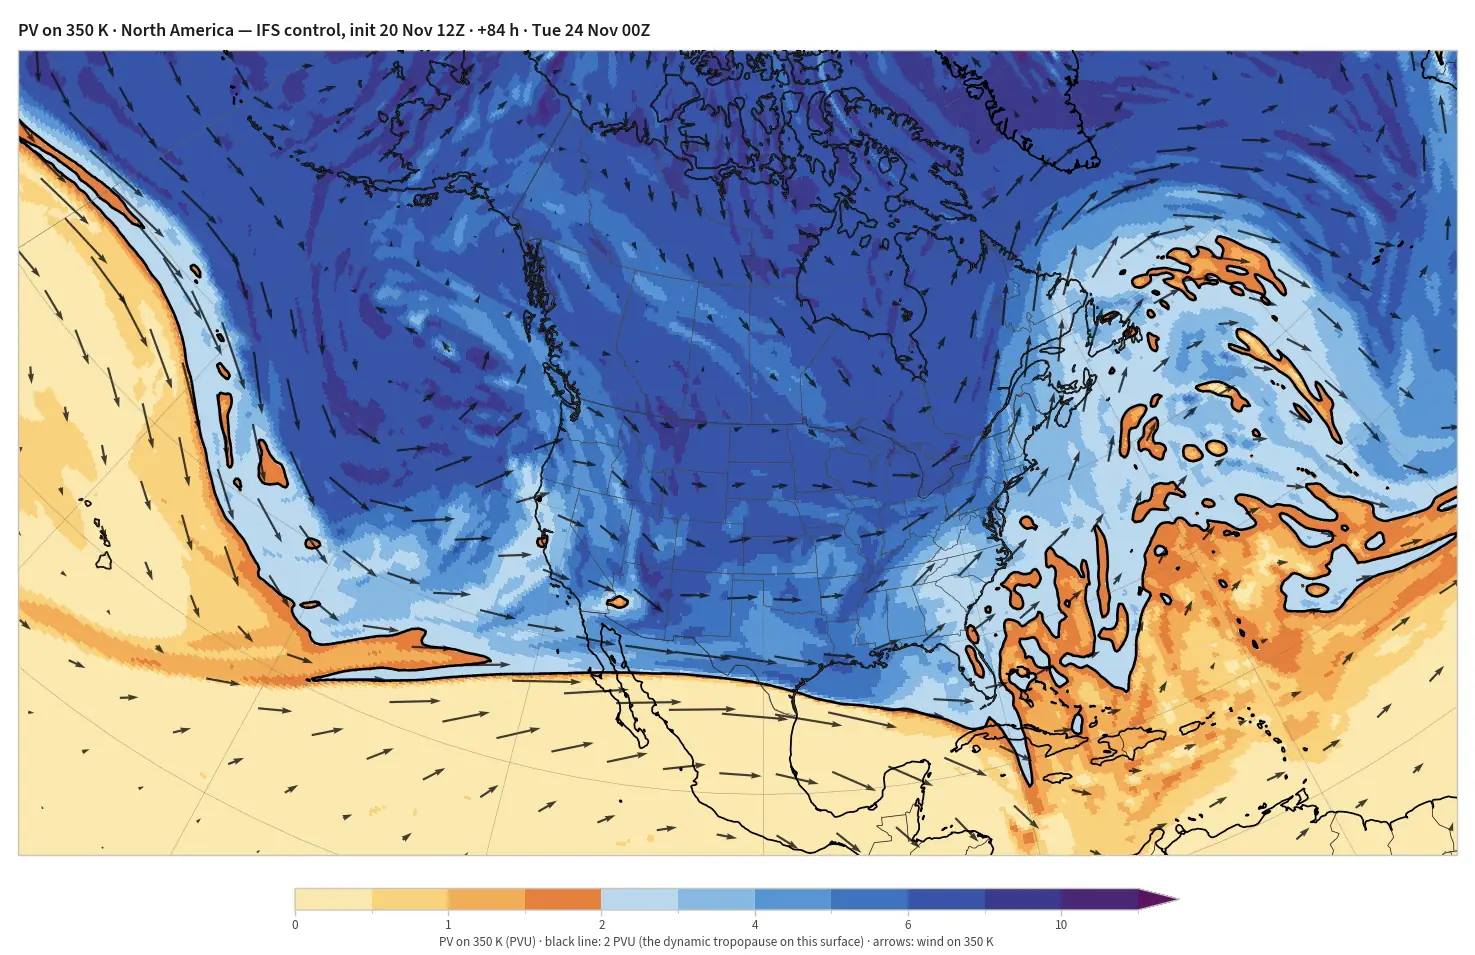 PV on 350 K · North America — IFS control, init 20 Nov 12Z · +84 h · Tue 24 Nov 00Z
0 1 2 4 6 10
PV on 350 K (PVU) · black line: 2 PVU (the dynamic tropopause on this surface) · arrows: wind on 350 K